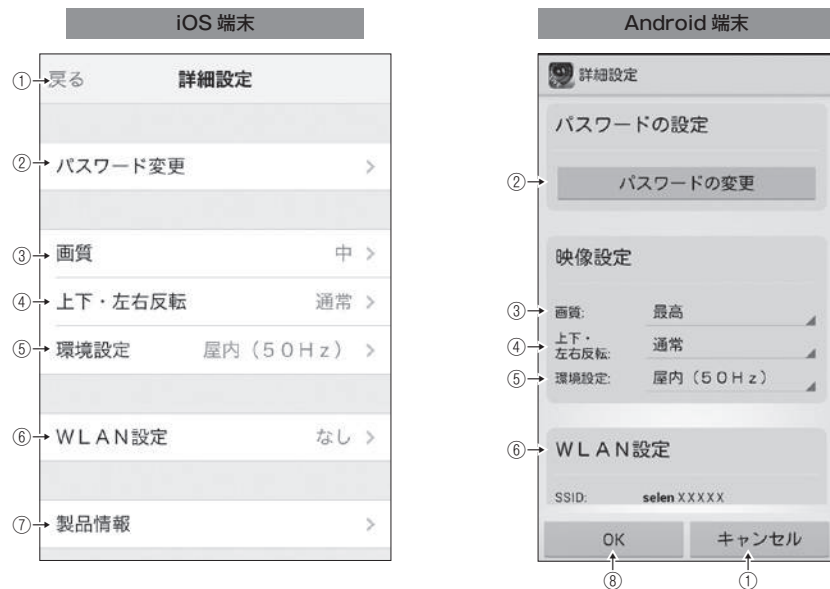 iOS 端末
① 戻る 詳細設定
② パスワード変更 >
③ 画質 中 >
④ 上下・左右反転 通常 >
⑤ 環境設定 屋内（50Hz） >
⑥ WLAN設定 なし >
⑦ 製品情報 >
Android 端末
詳細設定
パスワードの設定
② パスワードの変更
映像設定
③ 画質: 最高
④ 上下・
左右反転: 通常
⑤ 環境設定: 屋内（50Hz）
⑥ WLAN設定
SSID: selenXXXXX
OK キャンセル
⑧ ①